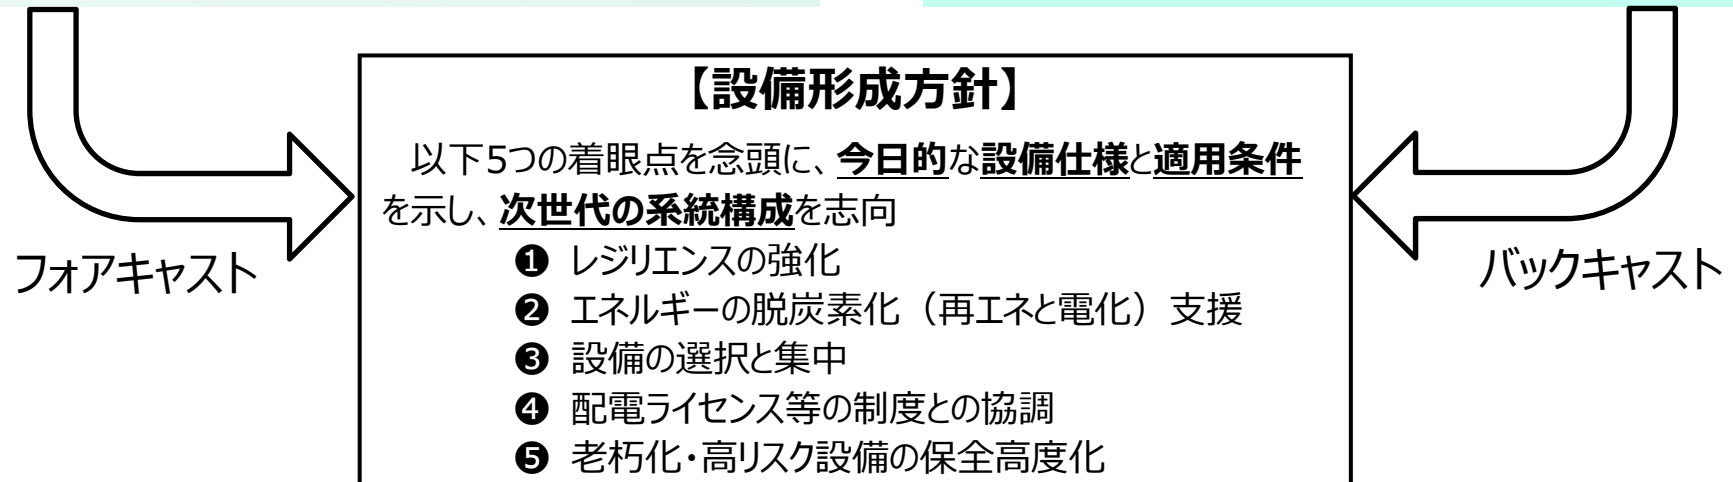 【設備形成方針】
以下5つの着眼点を念頭に、今日的な設備仕様と適用条件
を示し、次世代の系統構成を志向
❶ レジリエンスの強化
❷ エネルギーの脱炭素化（再エネと電化）支援
❸ 設備の選択と集中
❹ 配電ライセンス等の制度との協調
❺ 老朽化・高リスク設備の保全高度化
フォアキャスト
バックキャスト